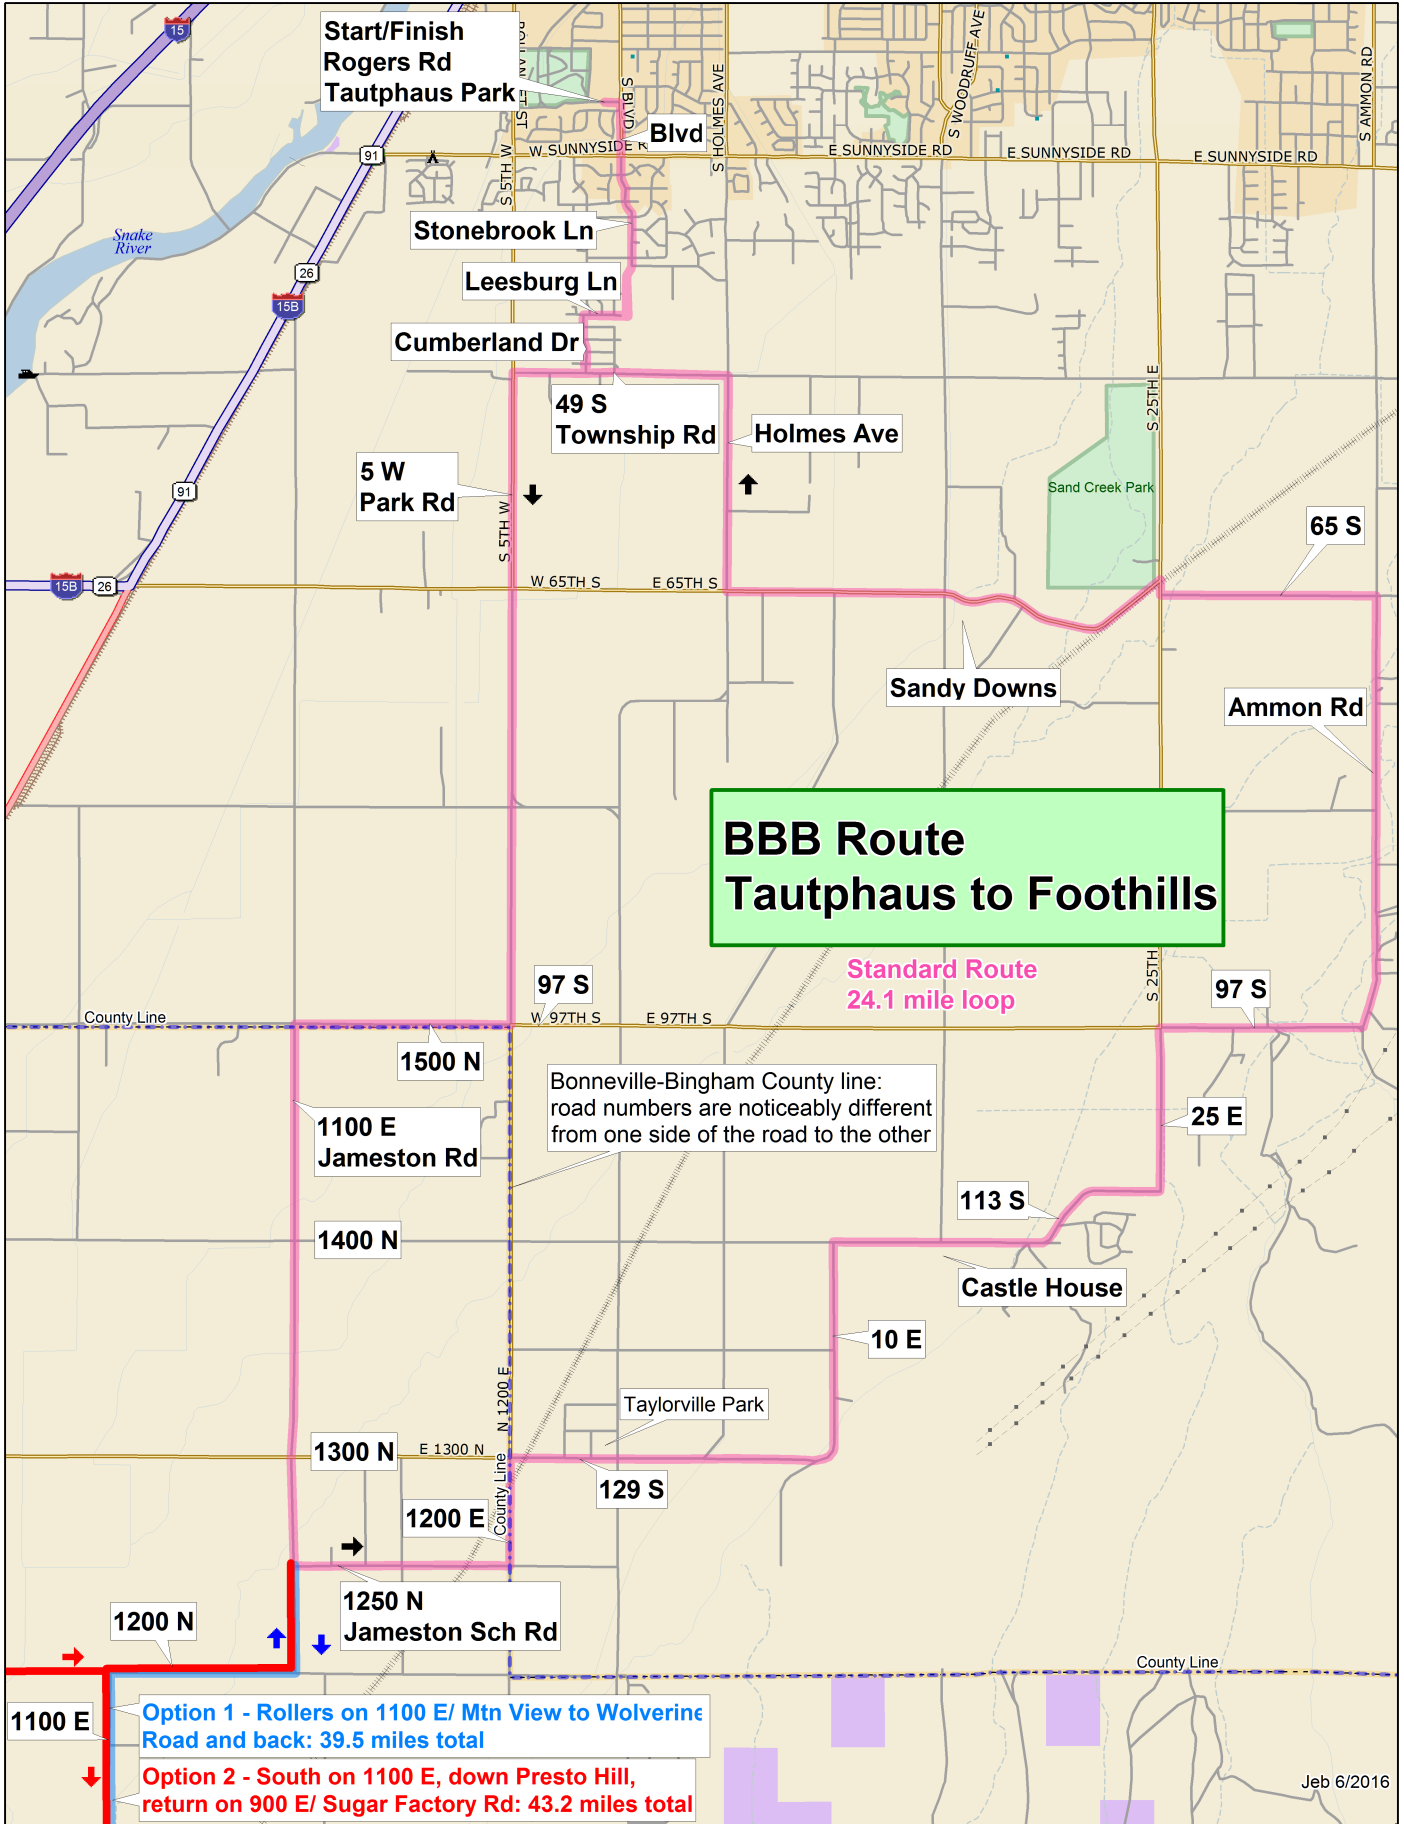 Start/Finish
Rogers Rd
Tautphaus Park
15
S BLVD
Blvd
S HOLMES AVE
S WOODRUFF AVE
S AMMON RD
91
W SUNNYSIDE R
E SUNNYSIDE RD
E SUNNYSIDE RD
E SUNNYSIDE RD
S 5TH W
Snake
River
Stonebrook Ln
26
15B
Leesburg Ln
Cumberland Dr
49 S
Township Rd
Holmes Ave
S 25TH E
5 W
Park Rd
91
S 5TH W
Sand Creek Park
65 S
15B
26
W 65TH S
E 65TH S
Sandy Downs
Ammon Rd
BBB Route
Tautphaus to Foothills
Standard Route
24.1 mile loop
S 25TH
97 S
97 S
County Line
W 97TH S
E 97TH S
1500 N
Bonneville-Bingham County line:
road numbers are noticeably different
from one side of the road to the other
1100 E
Jameston Rd
25 E
113 S
1400 N
Castle House
10 E
N 1200 E
Taylorville Park
1300 N
E 1300 N
129 S
County Line
1200 E
1250 N
Jameston Sch Rd
1200 N
County Line
1100 E
Option 1 - Rollers on 1100 E/ Mtn View to Wolverine
Road and back: 39.5 miles total
Option 2 - South on 1100 E, down Presto Hill,
return on 900 E/ Sugar Factory Rd: 43.2 miles total
Jeb 6/2016